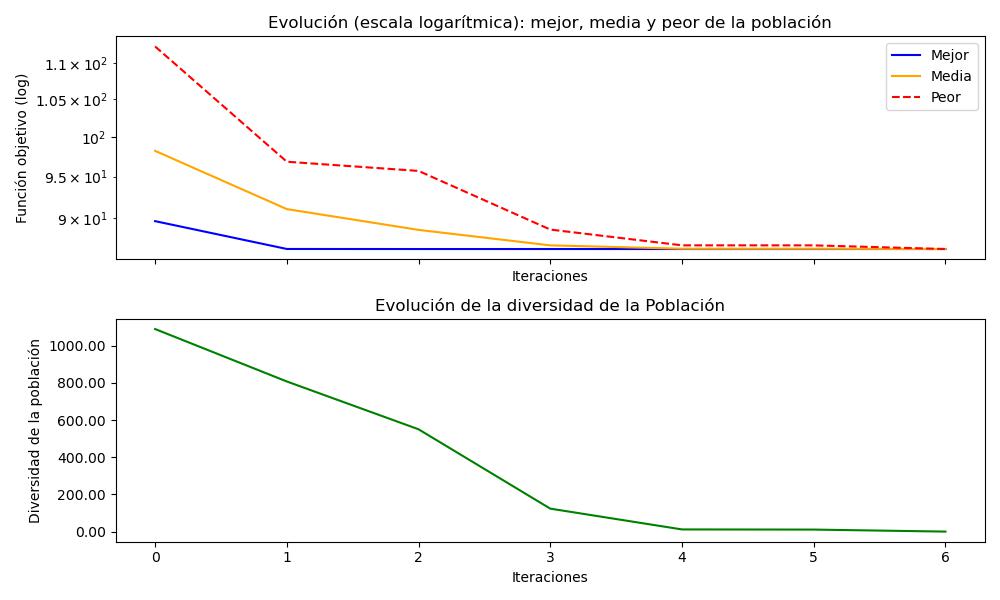 Evolución (escala logarítmica): mejor, media y peor de la población
Función objetivo (log)
1.1 × 10²
1.05 × 10²
10²
9.5 × 10¹
9 × 10¹
Mejor
Media
Peor
Iteraciones
Evolución de la diversidad de la Población
Diversidad de la población
1000.00
800.00
600.00
400.00
200.00
0.00
0 1 2 3 4 5 6
Iteraciones